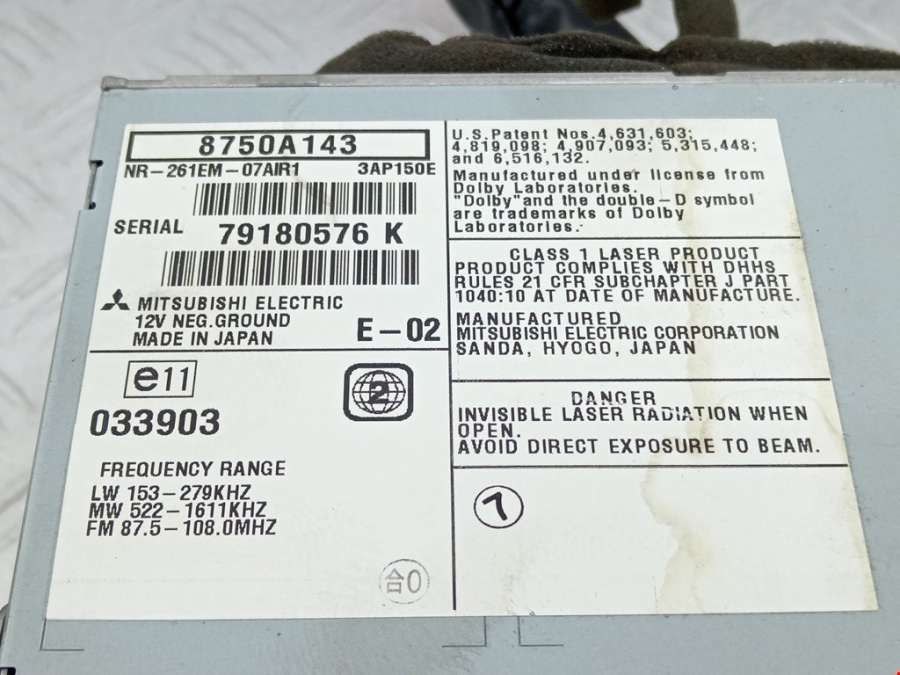 8750A143
NR-261EM-07AIR1 3AP150E
SERIAL 79180576 K
MITSUBISHI ELECTRIC
12V NEG.GROUND
MADE IN JAPAN E-02
e11
2
033903
FREQUENCY RANGE
LW 153-279KHZ
MW 522-1611KHZ
FM 87.5-108.0MHZ
合0
U.S.Patent Nos.4,631,603;
4,819,098; 4,907,093; 5,315,448;
and 6,516,132.
Manufactured under license from
Dolby Laboratories.
"Dolby" and the double-D symbol
are trademarks of Dolby
Laboratories.
CLASS 1 LASER PRODUCT
PRODUCT COMPLIES WITH DHHS
RULES 21 CFR SUBCHAPTER J PART
1040:10 AT DATE OF MANUFACTURE.
MANUFACTURED
MITSUBISHI ELECTRIC CORPORATION
SANDA, HYOGO, JAPAN
DANGER
INVISIBLE LASER RADIATION WHEN
OPEN.
AVOID DIRECT EXPOSURE TO BEAM.
7